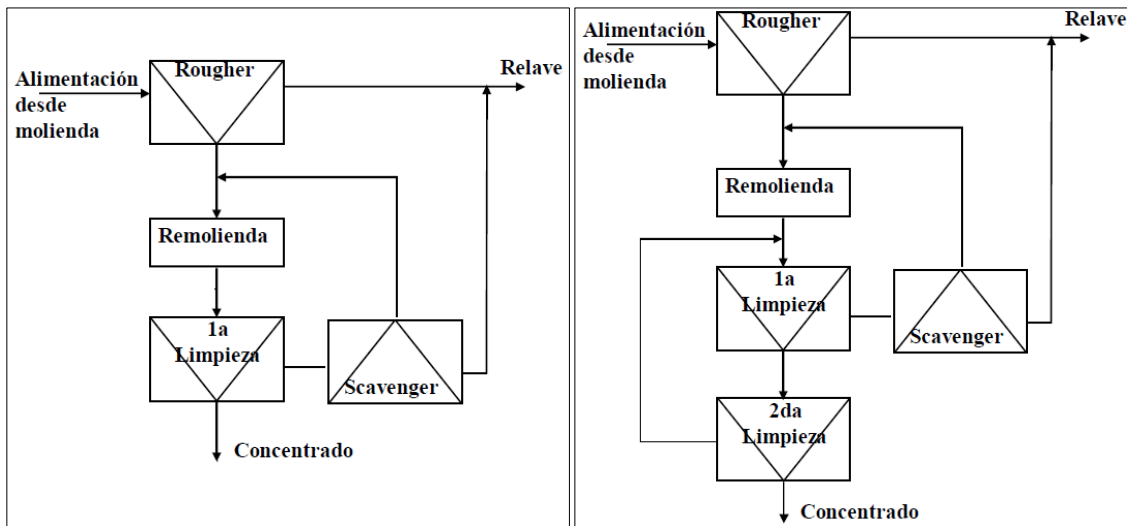 Rougher
Relave
Alimentación
desde
molienda
Remolienda
1a
Limpieza
Scavenger
Concentrado
Rougher
Relave
Alimentación
desde
molienda
Remolienda
1a
Limpieza
Scavenger
2da
Limpieza
Concentrado